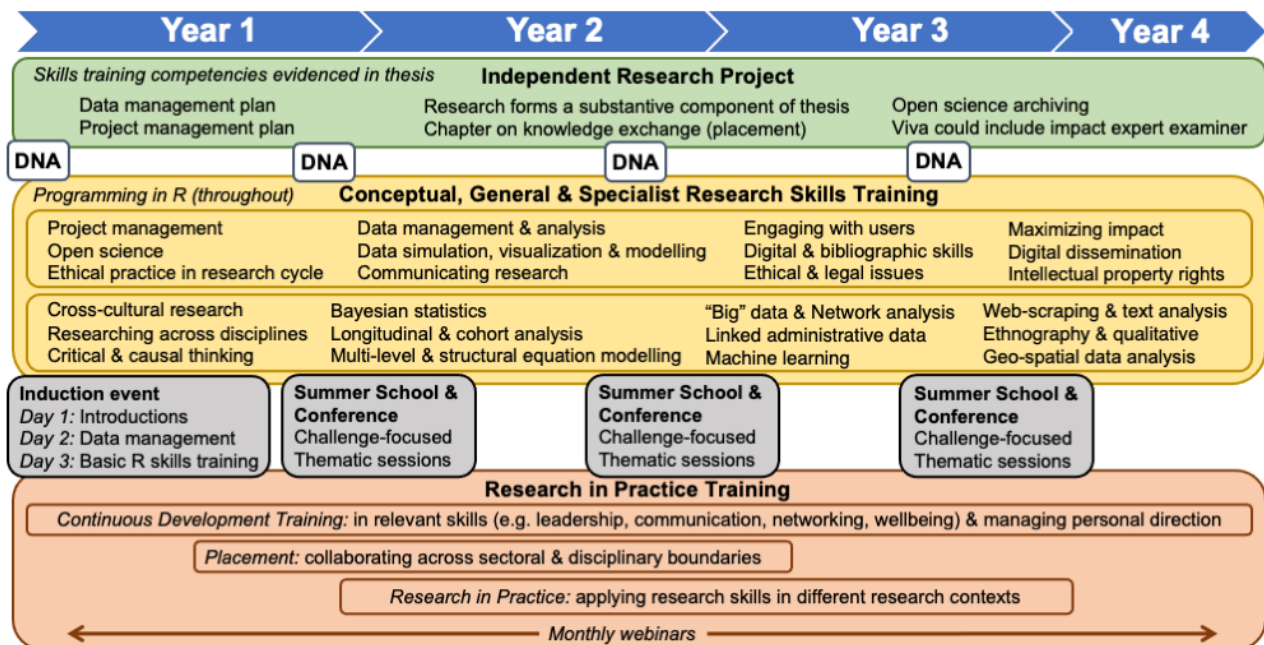 Year 1 Year 2 Year 3 Year 4
Skills training competencies evidenced in thesis Independent Research Project
Data management plan Research forms a substantive component of thesis Open science archiving
Project management plan Chapter on knowledge exchange (placement) Viva could include impact expert examiner
DNA DNA DNA DNA
Programming in R (throughout) Conceptual, General & Specialist Research Skills Training
Project management Data management & analysis Engaging with users Maximizing impact
Open science Data simulation, visualization & modelling Digital & bibliographic skills Digital dissemination
Ethical practice in research cycle Communicating research Ethical & legal issues Intellectual property rights
Cross-cultural research Bayesian statistics “Big” data & Network analysis Web-scraping & text analysis
Researching across disciplines Longitudinal & cohort analysis Linked administrative data Ethnography & qualitative
Critical & causal thinking Multi-level & structural equation modelling Machine learning Geo-spatial data analysis
Induction event
Day 1: Introductions
Day 2: Data management
Day 3: Basic R skills training
Summer School &
Conference
Challenge-focused
Thematic sessions
Summer School &
Conference
Challenge-focused
Thematic sessions
Summer School &
Conference
Challenge-focused
Thematic sessions
Research in Practice Training
Continuous Development Training: in relevant skills (e.g. leadership, communication, networking, wellbeing) & managing personal direction
Placement: collaborating across sectoral & disciplinary boundaries
Research in Practice: applying research skills in different research contexts
Monthly webinars